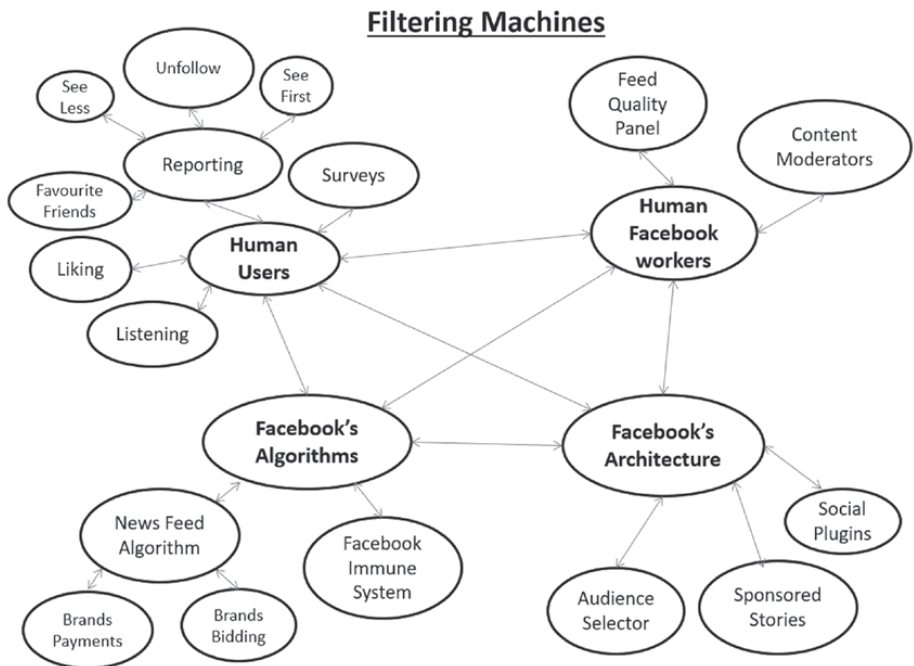 Filtering Machines
Unfollow
See
Less
See
First
Reporting
Favourite
Friends
Surveys
Human
Users
Liking
Listening
Feed
Quality
Panel
Content
Moderators
Human
Facebook
workers
Facebook's
Algorithms
Facebook's
Architecture
News Feed
Algorithm
Facebook
Immune
System
Brands
Payments
Brands
Bidding
Social
Plugins
Audience
Selector
Sponsored
Stories